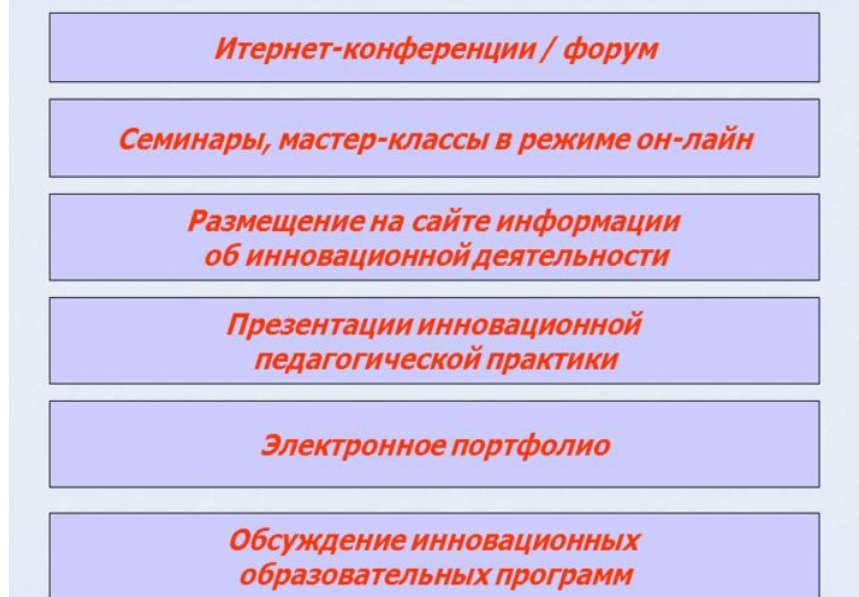 Итернет-конференции / форум
Семинары, мастер-классы в режиме он-лайн
Размещение на сайте информации
об инновационной деятельности
Презентации инновационной
педагогической практики
Электронное портфолио
Обсуждение инновационных
образовательных программ